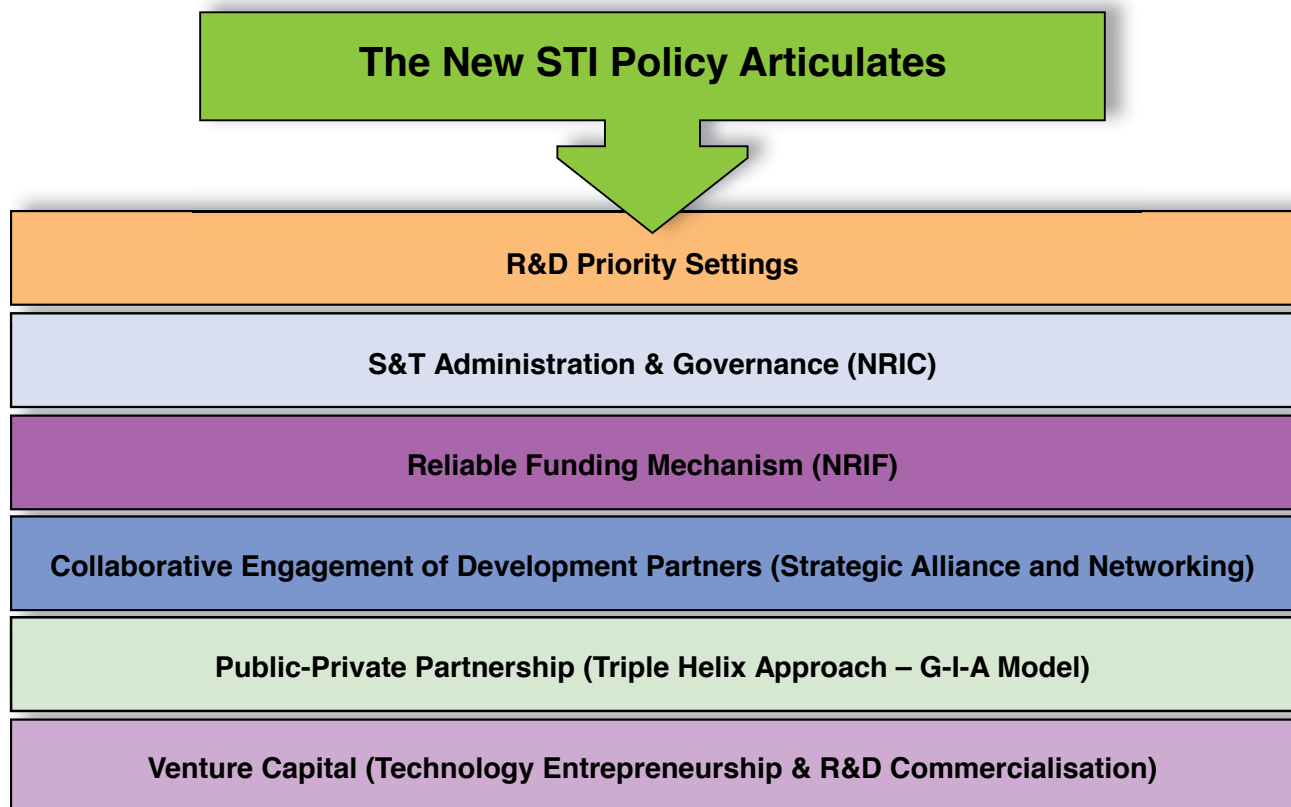 The New STI Policy Articulates
R&D Priority Settings
S&T Administration & Governance (NRIC)
Reliable Funding Mechanism (NRIF)
Collaborative Engagement of Development Partners (Strategic Alliance and Networking)
Public-Private Partnership (Triple Helix Approach – G-I-A Model)
Venture Capital (Technology Entrepreneurship & R&D Commercialisation)